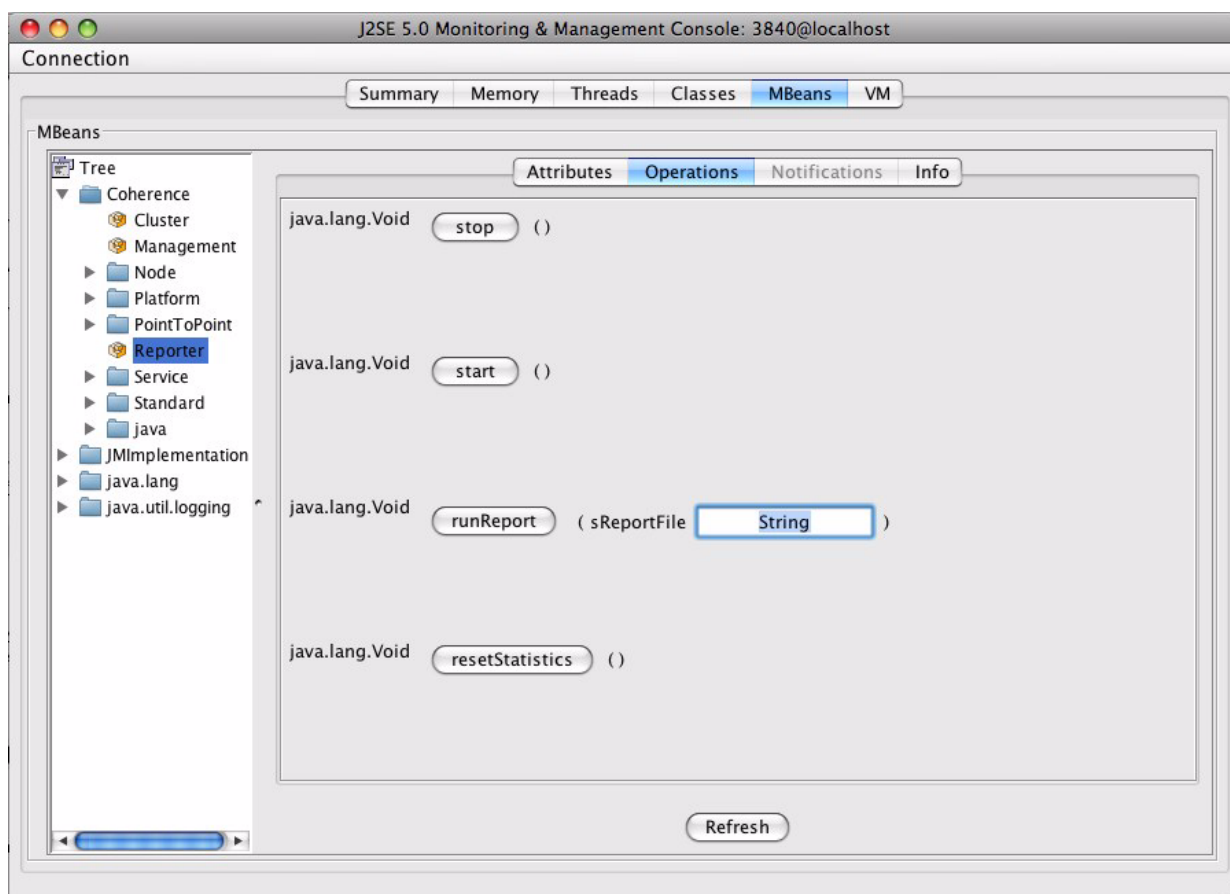 J2SE 5.0 Monitoring & Management Console: 3840@localhost
Connection
Summary Memory Threads Classes MBeans VM
MBeans
Tree
Coherence
Cluster
Management
Node
Platform
PointToPoint
Reporter
Service
Standard
java
JMImplementation
java.lang
java.util.logging
Attributes Operations Notifications Info
java.lang.Void stop ( )
java.lang.Void start ( )
java.lang.Void runReport ( sReportFile String )
java.lang.Void resetStatistics ( )
Refresh